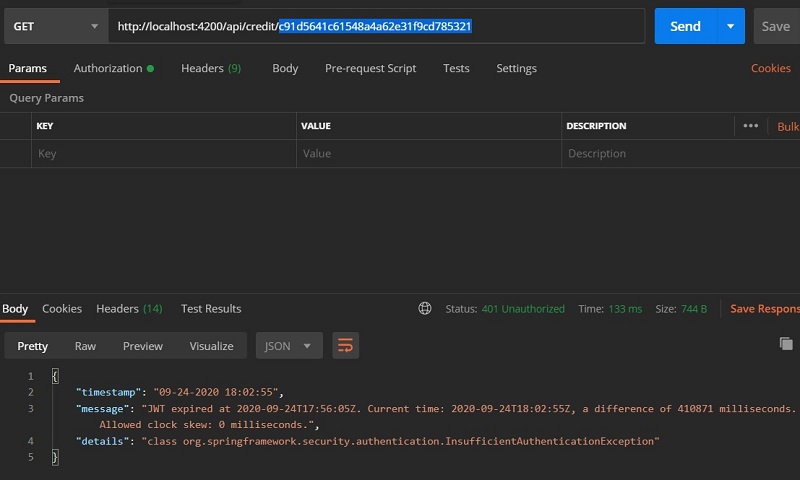 GET http://localhost:4200/api/credit/c91d5641c61548a4a62e31f9cd785321 Send Save
Params Authorization Headers (9) Body Pre-request Script Tests Settings Cookies
Query Params
KEY VALUE DESCRIPTION ••• Bulk
Key Value Description
Body Cookies Headers (14) Test Results Status: 401 Unauthorized Time: 133 ms Size: 744 B Save Respons
Pretty Raw Preview Visualize JSON
1 {
2 "timestamp": "09-24-2020 18:02:55",
3 "message": "JWT expired at 2020-09-24T17:56:05Z. Current time: 2020-09-24T18:02:55Z, a difference of 410871 milliseconds.
Allowed clock skew: 0 milliseconds.",
4 "details": "class org.springframework.security.authentication.InsufficientAuthenticationException"
5 }